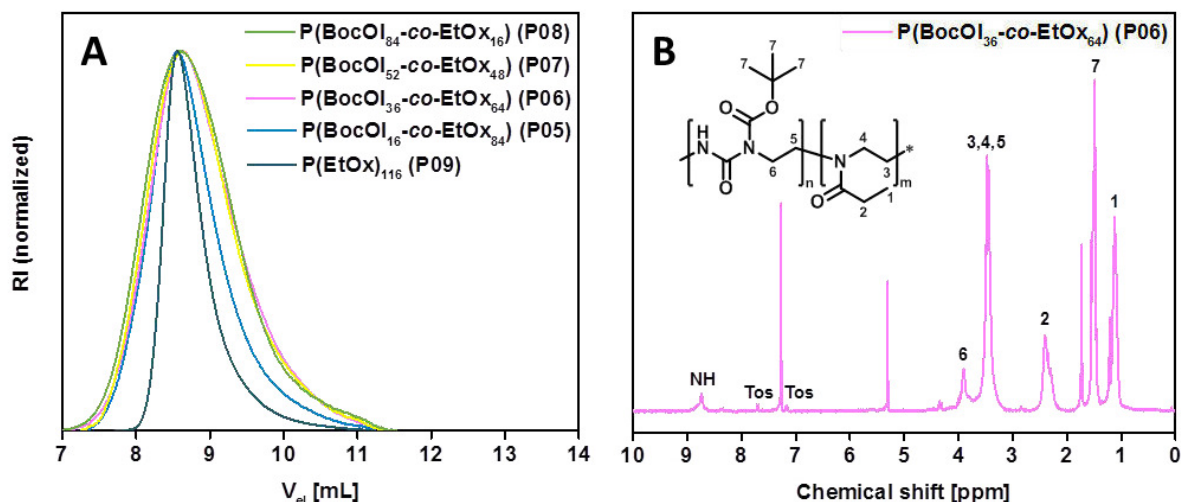 A
P(BocOI₈₄-co-EtOx₁₆) (P08)
P(BocOI₅₂-co-EtOx₄₈) (P07)
P(BocOI₃₆-co-EtOx₆₄) (P06)
P(BocOI₁₆-co-EtOx₈₄) (P05)
P(EtOx)₁₁₆ (P09)
RI (normalized)
7 8 9 10 11 12 13 14
Vₑₗ [mL]
B
P(BocOI₃₆-co-EtOx₆₄) (P06)
7
7 7
O O
H
N N 5 N 4 *
O 6 n O 3 m
2 1
3,4,5
7
1
2
6
NH
Tos Tos
10 9 8 7 6 5 4 3 2 1 0
Chemical shift [ppm]